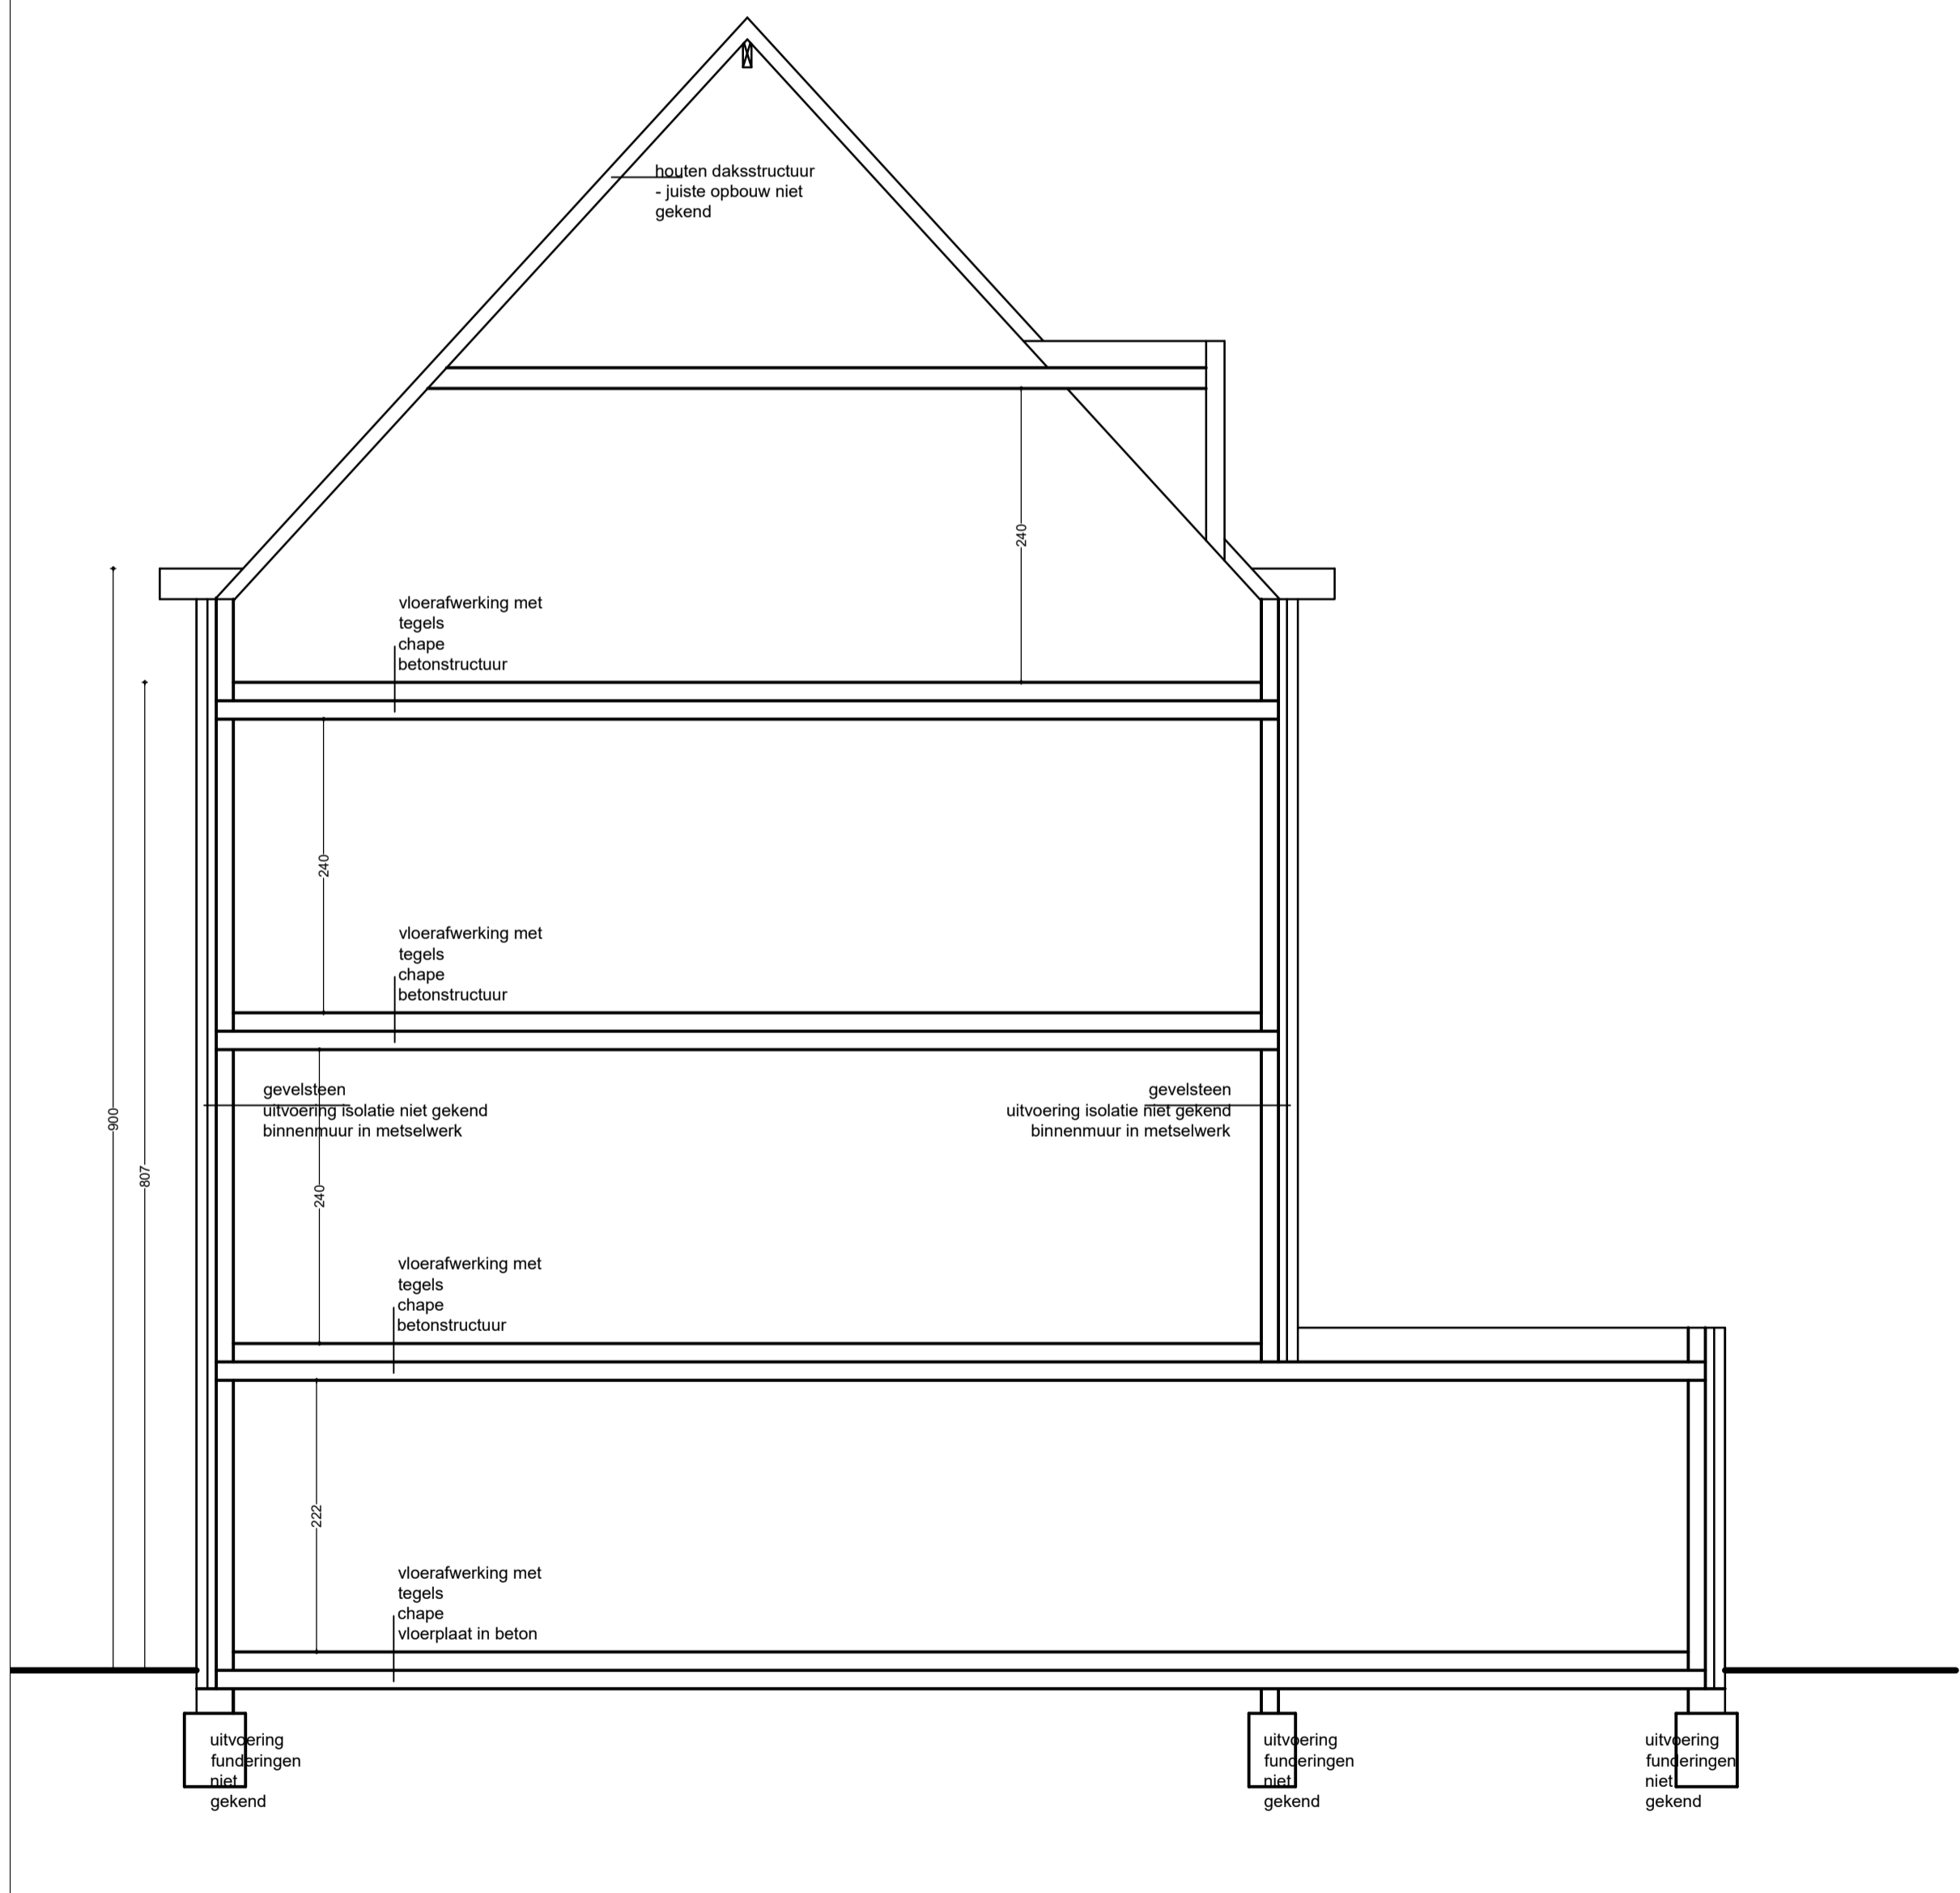 houten daksstructuur
- juiste opbouw niet
gekend
240
vloerafwerking met
tegels
chape
betonstructuur
240
vloerafwerking met
tegels
chape
betonstructuur
gevelsteen
uitvoering isolatie niet gekend
binnenmuur in metselwerk
gevelsteen
uitvoering isolatie niet gekend
binnenmuur in metselwerk
900
807
240
vloerafwerking met
tegels
chape
betonstructuur
222
vloerafwerking met
tegels
chape
vloerplaat in beton
uitvoering
funderingen
niet
gekend
uitvoering
funderingen
niet
gekend
uitvoering
funderingen
niet
gekend